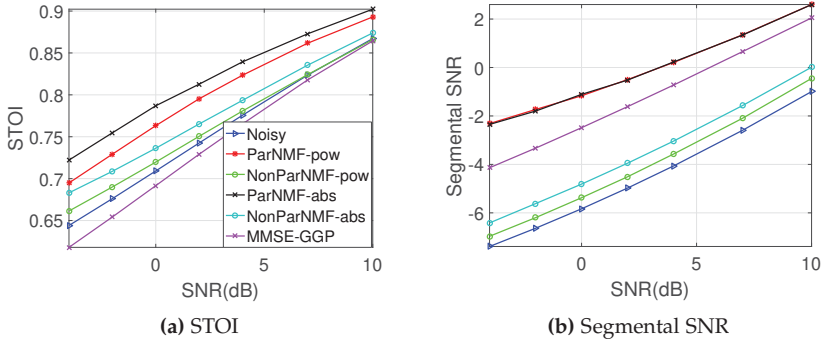 0.9
0.85
0.8
0.75
0.7
0.65
STOI
0
5
10
SNR(dB)
Noisy
ParNMF-pow
NonParNMF-pow
ParNMF-abs
NonParNMF-abs
MMSE-GGP
(a) STOI
2
0
-2
-4
-6
Segmental SNR
0
5
10
SNR(dB)
(b) Segmental SNR